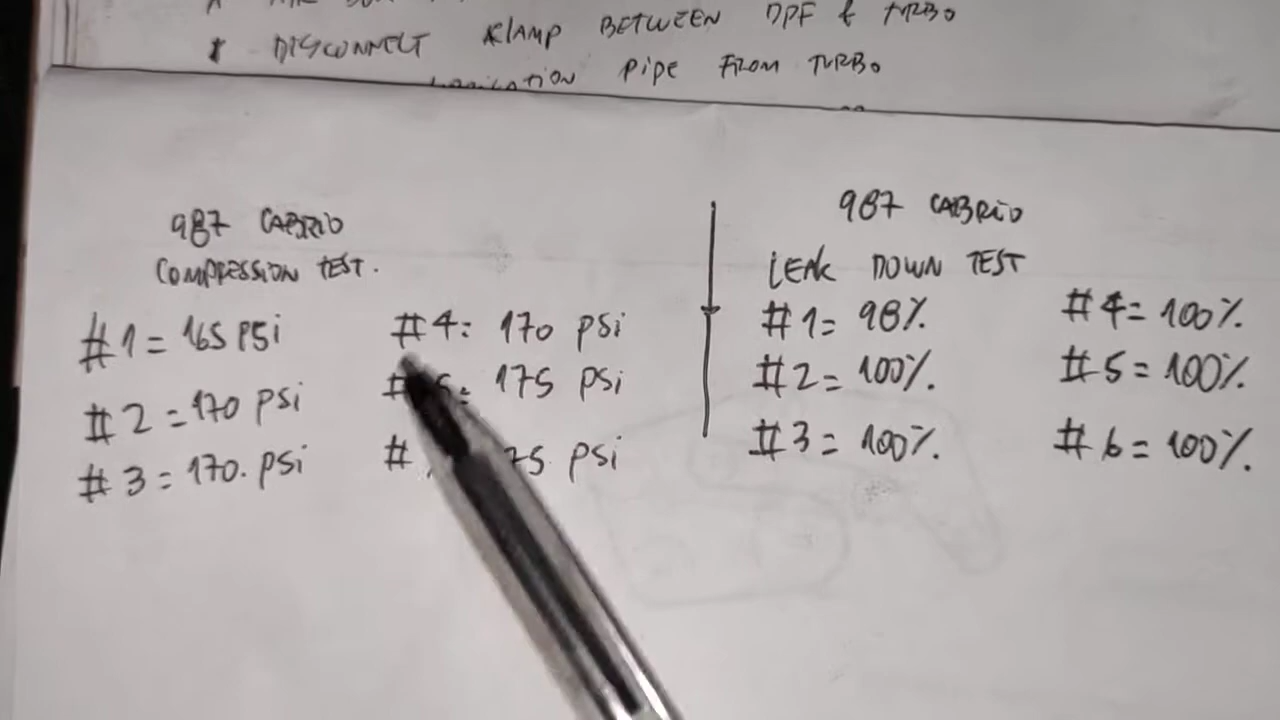 DISCONNECT KLAMP BETWEEN DPF & TURBO
PIPE FROM TURBO
987 CABRIO
COMPRESSION TEST.
#1 = 165 PSi
#2 = 170 PSi
#3 = 170. PSi
#4: 170 PSi
# 175 PSi
# 75 PSi
987 CABRIO
LEAK DOWN TEST
#1 = 98%.
#2 = 100%.
#3 = 100%.
#4 = 100%.
#5 = 100%.
#6 = 100%.